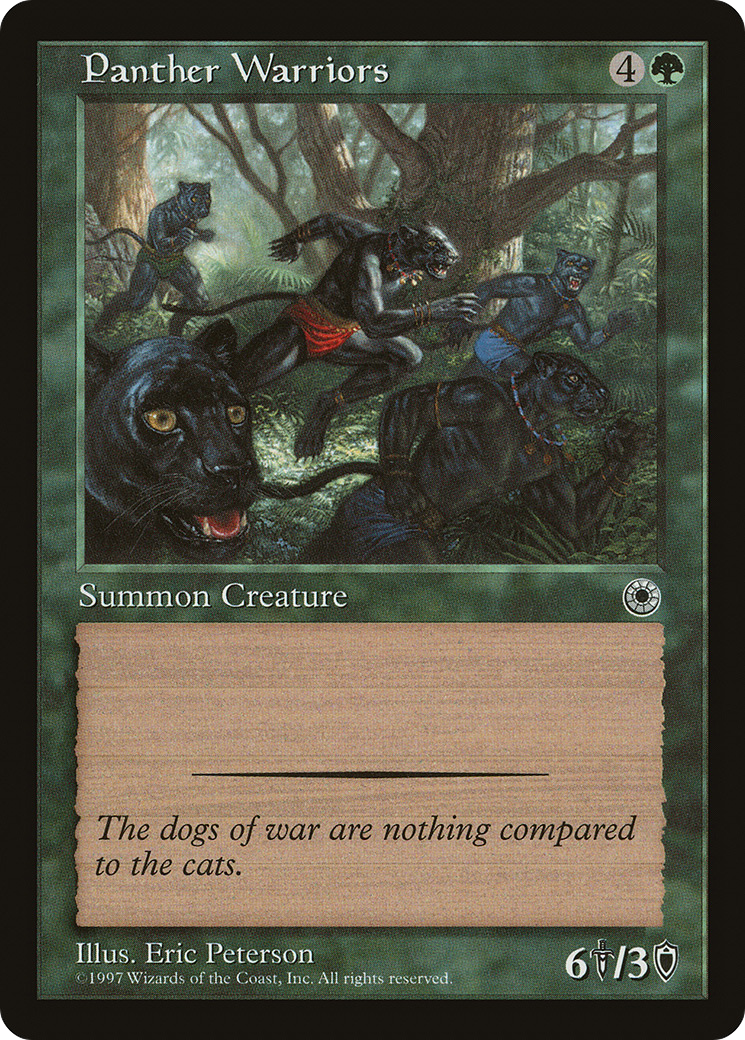 Panther Warriors 4
Summon Creature
The dogs of war are nothing compared
to the cats.
Illus. Eric Peterson
©1997 Wizards of the Coast, Inc. All rights reserved.
6/3